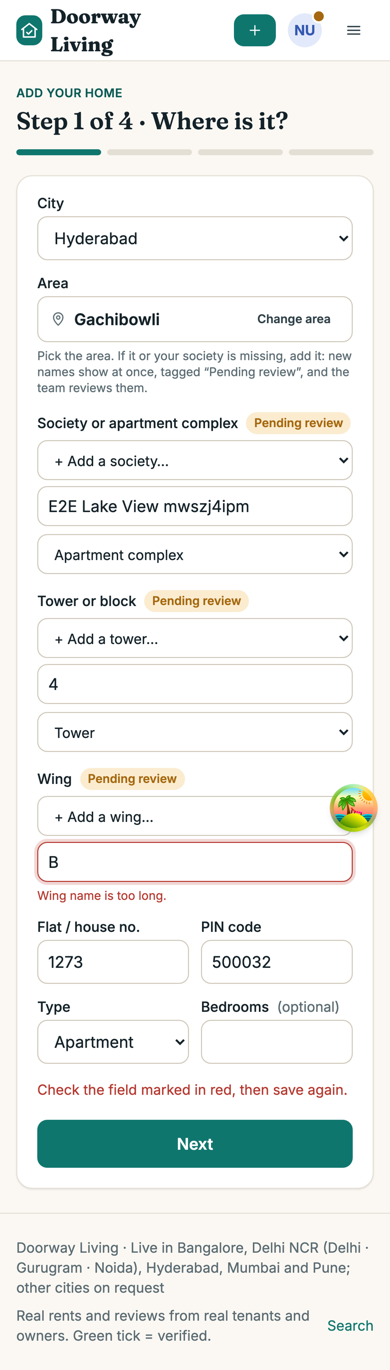 Doorway
Living
+
NU
ADD YOUR HOME
Step 1 of 4 · Where is it?
City
Hyderabad
Area
Gachibowli
Change area
Pick the area. If it or your society is missing, add it: new
names show at once, tagged “Pending review”, and the
team reviews them.
Society or apartment complex Pending review
+ Add a society...
E2E Lake View mwszj4ipm
Apartment complex
Tower or block Pending review
+ Add a tower...
4
Tower
Wing Pending review
+ Add a wing...
B
Wing name is too long.
Flat / house no. PIN code
1273 500032
Type Bedrooms (optional)
Apartment
Check the field marked in red, then save again.
Next
Doorway Living · Live in Bangalore, Delhi NCR (Delhi ·
Gurugram · Noida), Hyderabad, Mumbai and Pune;
other cities on request
Real rents and reviews from real tenants and
owners. Green tick = verified.
Search